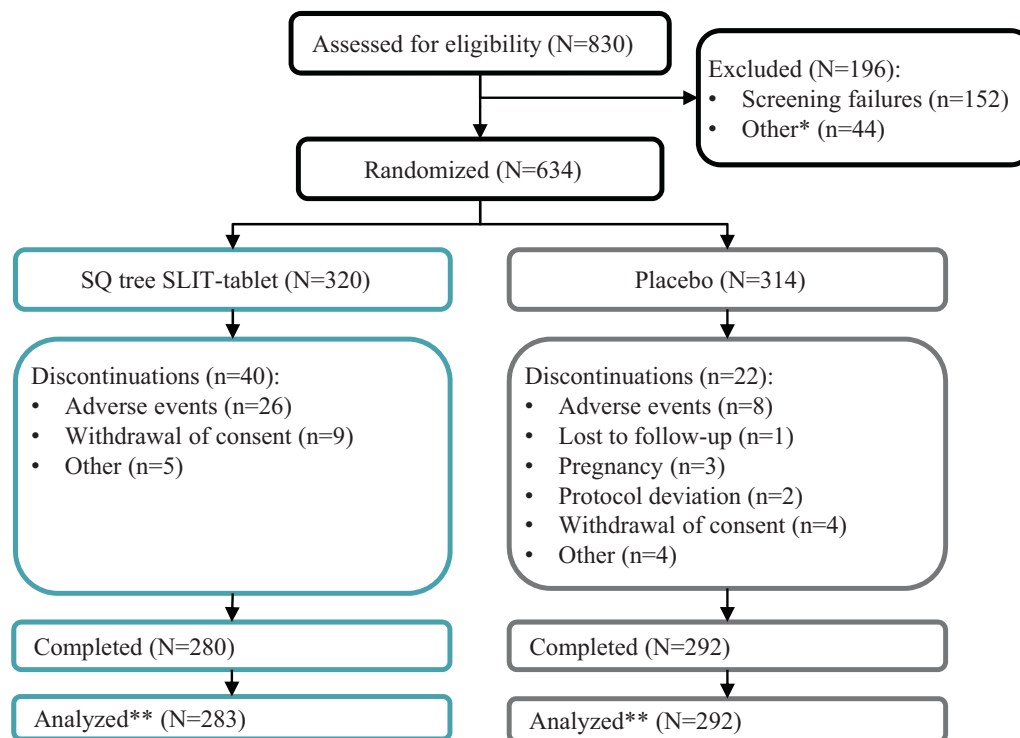 Assessed for eligibility (N=830)
Excluded (N=196):
• Screening failures (n=152)
• Other* (n=44)
Randomized (N=634)
SQ tree SLIT-tablet (N=320)
Placebo (N=314)
Discontinuations (n=40):
• Adverse events (n=26)
• Withdrawal of consent (n=9)
• Other (n=5)
Discontinuations (n=22):
• Adverse events (n=8)
• Lost to follow-up (n=1)
• Pregnancy (n=3)
• Protocol deviation (n=2)
• Withdrawal of consent (n=4)
• Other (n=4)
Completed (N=280)
Completed (N=292)
Analyzed** (N=283)
Analyzed** (N=292)